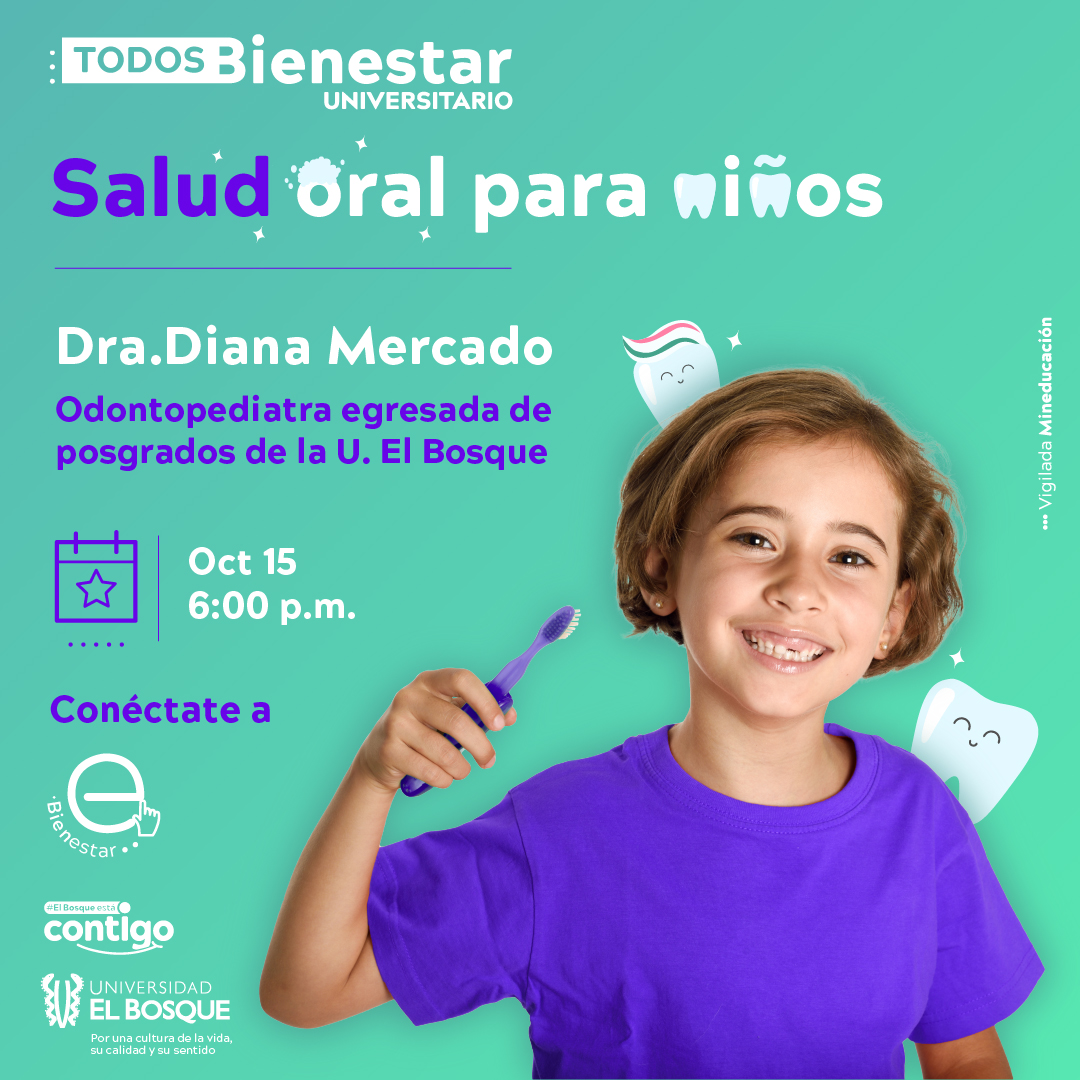 TODOS Bienestar
UNIVERSITARIO
Salud oral para niños
Dra.Diana Mercado
Odontopediatra egresada de
posgrados de la U. El Bosque
Oct 15
6:00 p.m.
Conéctate a
e
Bienestar
#El Bosque está
contigo
UNIVERSIDAD
EL BOSQUE
Por una cultura de la vida,
su calidad y su sentido
Vigilada Mineducación